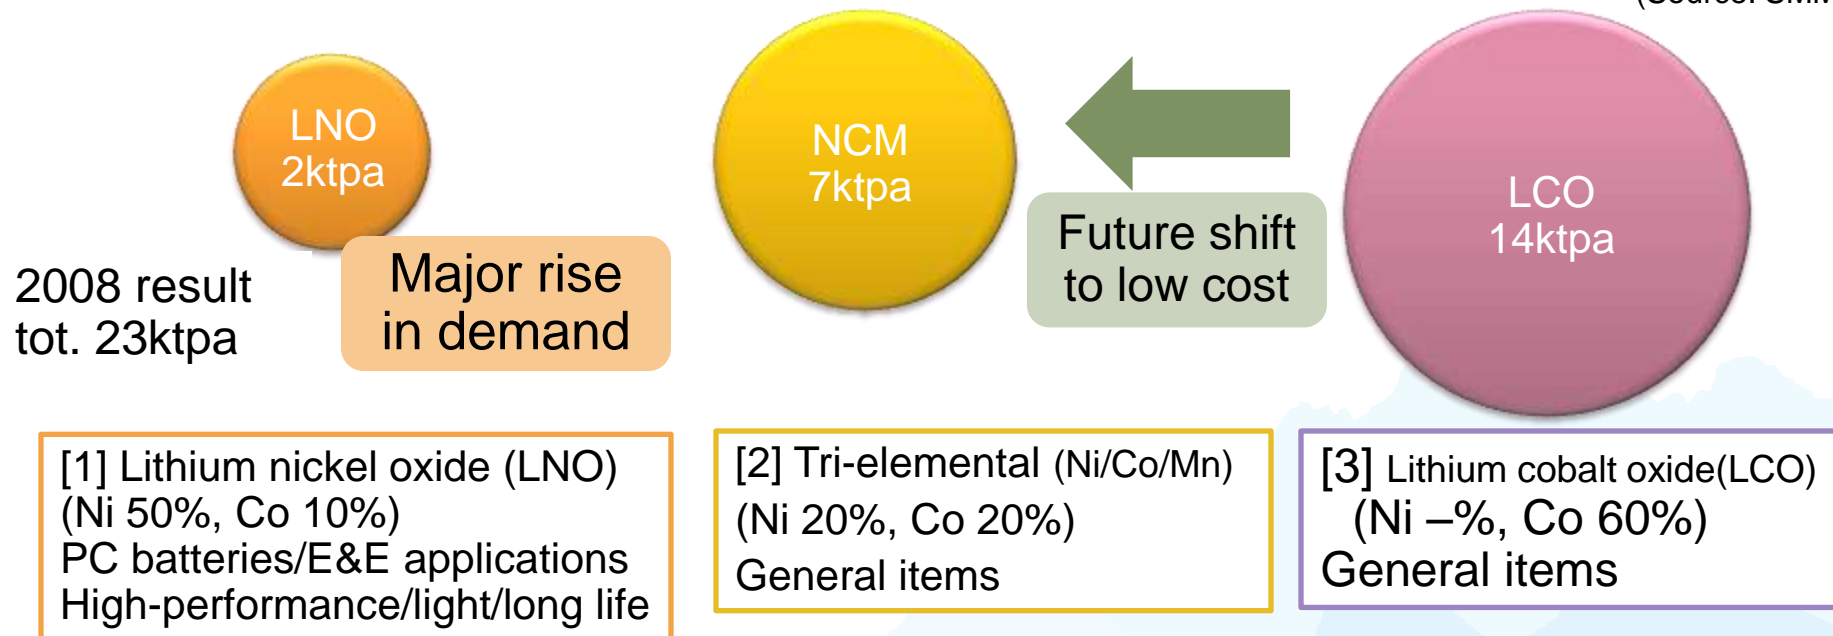 (Source: SMM
LNO
2ktpa
NCM
7ktpa
LCO
14ktpa
Future shift
to low cost
2008 result
tot. 23ktpa
Major rise
in demand
[1] Lithium nickel oxide (LNO)
(Ni 50%, Co 10%)
PC batteries/E&E applications
High-performance/light/long life
[2] Tri-elemental (Ni/Co/Mn)
(Ni 20%, Co 20%)
General items
[3] Lithium cobalt oxide(LCO)
(Ni –%, Co 60%)
General items